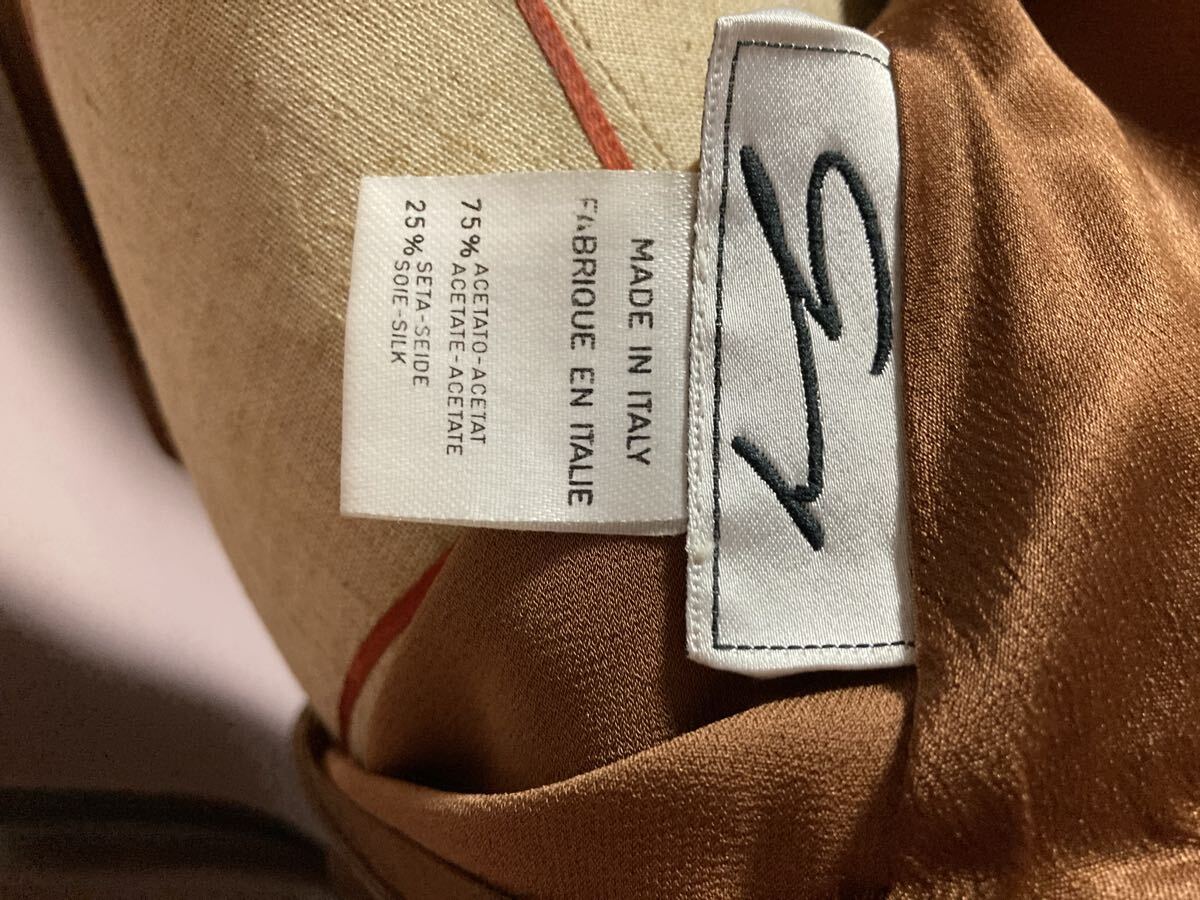 MADE IN ITALY
FABRIQUE EN ITALIE
75% ACETATO-ACETAT
ACETATE-ACETATE
25% SETA-SEIDE
SOIE-SILK